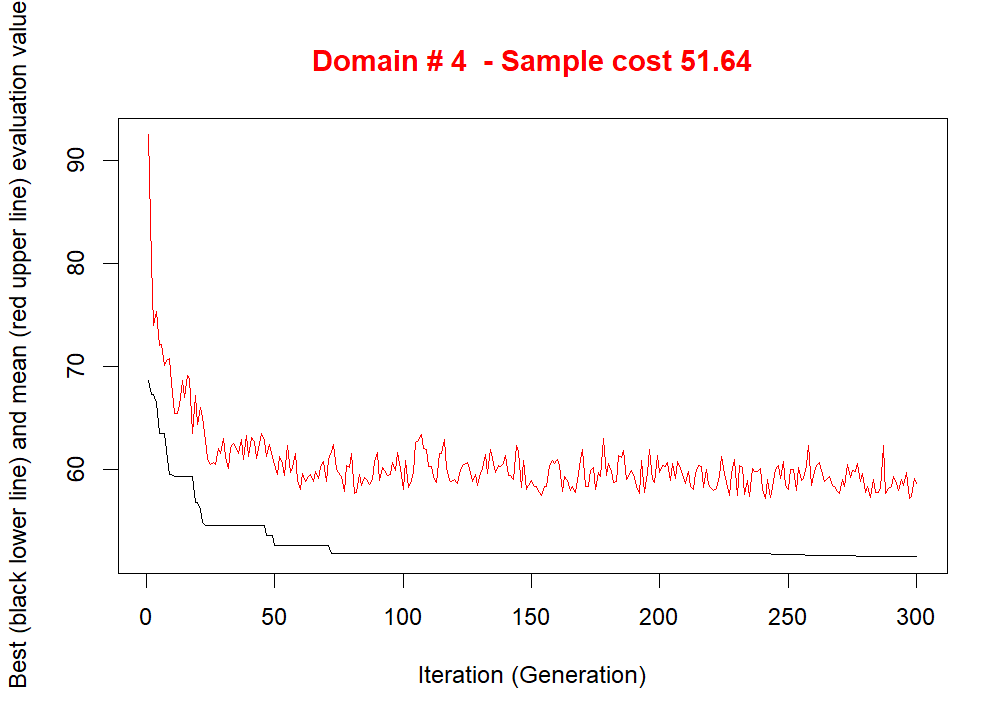 Domain # 4  - Sample cost 51.64
Best (black lower line) and mean (red upper line) evaluation value
90
80
70
60
0 50 100 150 200 250 300
Iteration (Generation)